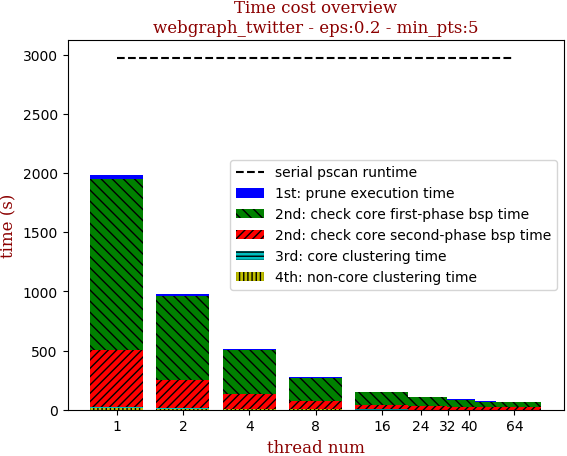 Time cost overview
webgraph_twitter - eps:0.2 - min_pts:5
3000
2500
2000
1500
1000
500
0
time (s)
serial pscan runtime
1st: prune execution time
2nd: check core first-phase bsp time
2nd: check core second-phase bsp time
3rd: core clustering time
4th: non-core clustering time
1 2 4 8 16 24 32 40 64
thread num